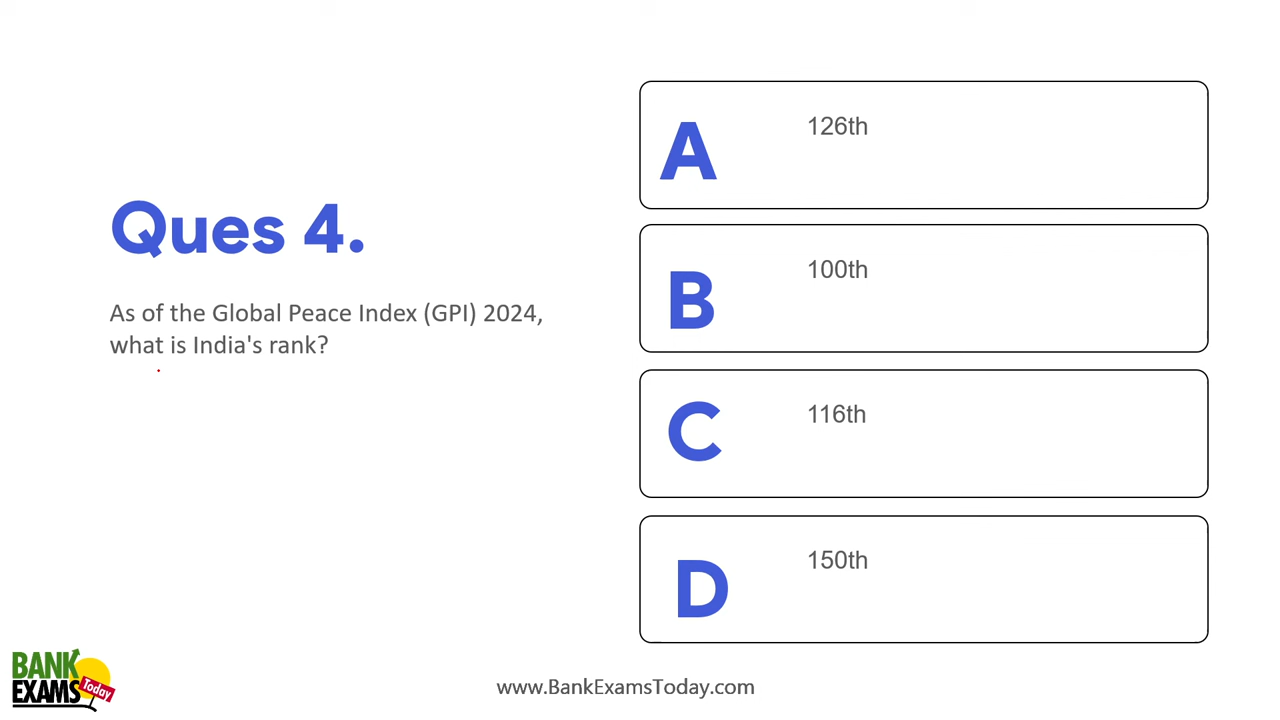 Ques 4.
As of the Global Peace Index (GPI) 2024,
what is India's rank?
A
126th
B
100th
C
116th
D
150th
BANK
EXAMS
Today
www.BankExamsToday.com